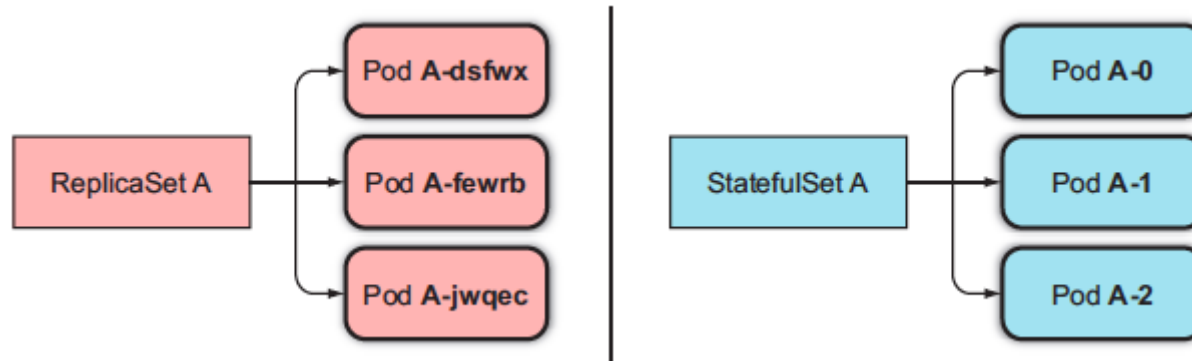 ReplicaSet A
Pod A-dsfwx
Pod A-fewrb
Pod A-jwqec
StatefulSet A
Pod A-0
Pod A-1
Pod A-2